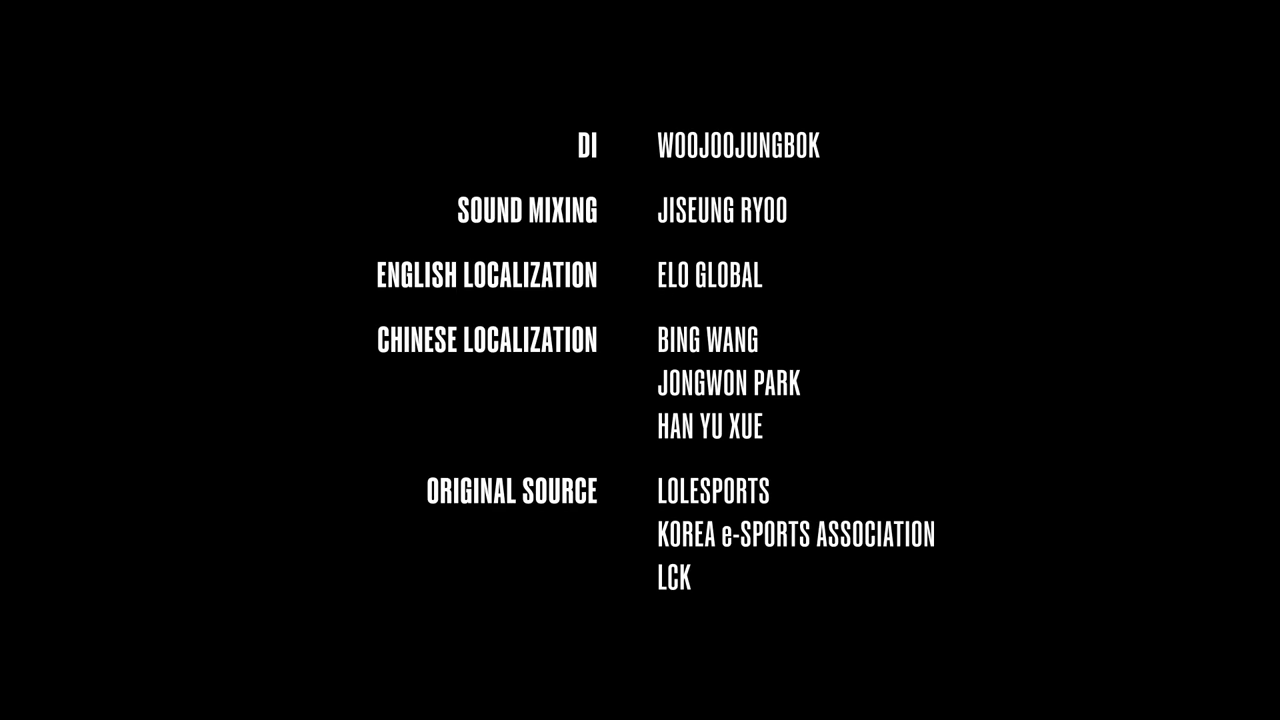 DI WOOJOOJUNGBOK
SOUND MIXING JISEUNG RYOO
ENGLISH LOCALIZATION ELO GLOBAL
CHINESE LOCALIZATION BING WANG
JONGWON PARK
HAN YU XUE
ORIGINAL SOURCE LOLESPORTS
KOREA e-SPORTS ASSOCIATION
LCK